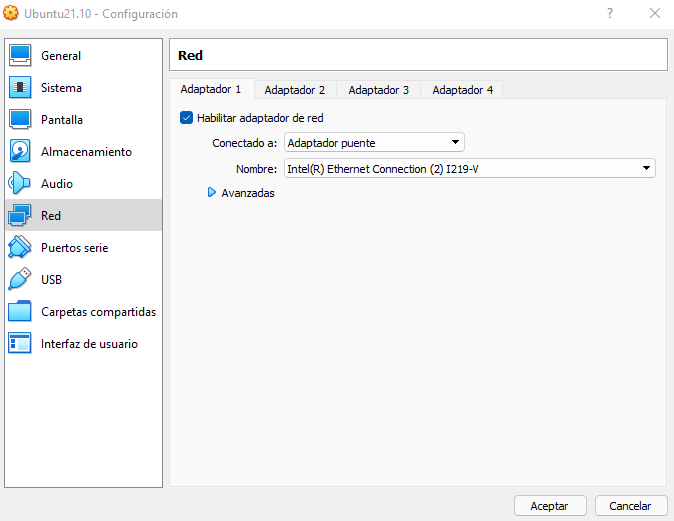 Ubuntu21.10 - Configuración
?
General
Sistema
Pantalla
Almacenamiento
Audio
Red
Puertos serie
USB
Carpetas compartidas
Interfaz de usuario
Red
Adaptador 1 Adaptador 2 Adaptador 3 Adaptador 4
Habilitar adaptador de red
Conectado a: Adaptador puente
Nombre: Intel(R) Ethernet Connection (2) I219-V
Avanzadas
Aceptar Cancelar